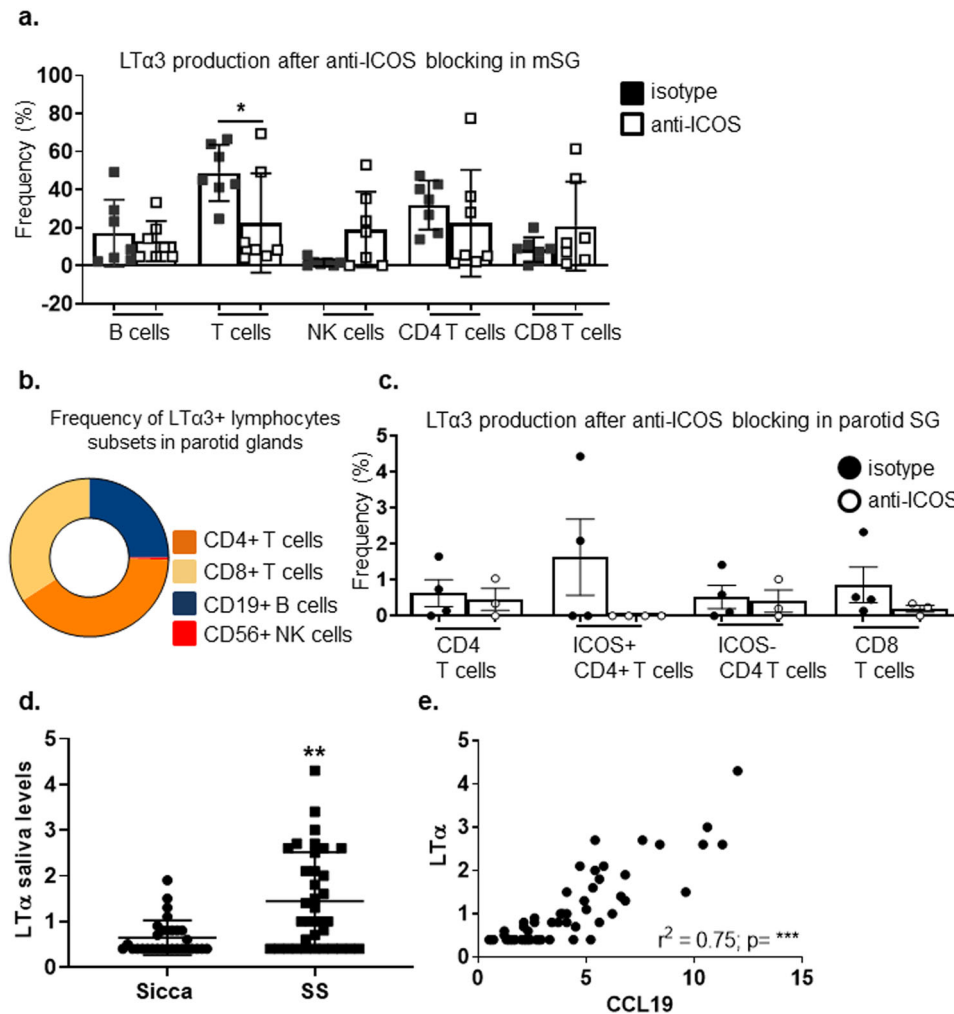 a.
LTα3 production after anti-ICOS blocking in mSG
Frequency (%)
100
80
60
40
20
0
-20
*
isotype
anti-ICOS
B cells
T cells
NK cells
CD4 T cells
CD8 T cells
b.
Frequency of LTα3+ lymphocytes
subsets in parotid glands
CD4+ T cells
CD8+ T cells
CD19+ B cells
CD56+ NK cells
c.
LTα3 production after anti-ICOS blocking in parotid SG
Frequency (%)
5
4
3
2
1
0
isotype
anti-ICOS
CD4
T cells
ICOS+
CD4+ T cells
ICOS-
CD4 T cells
CD8
T cells
d.
LTα saliva levels
5
4
3
2
1
0
**
Sicca
SS
e.
LTα
5
4
3
2
1
0
r² = 0.75; p= ***
0
5
10
15
CCL19